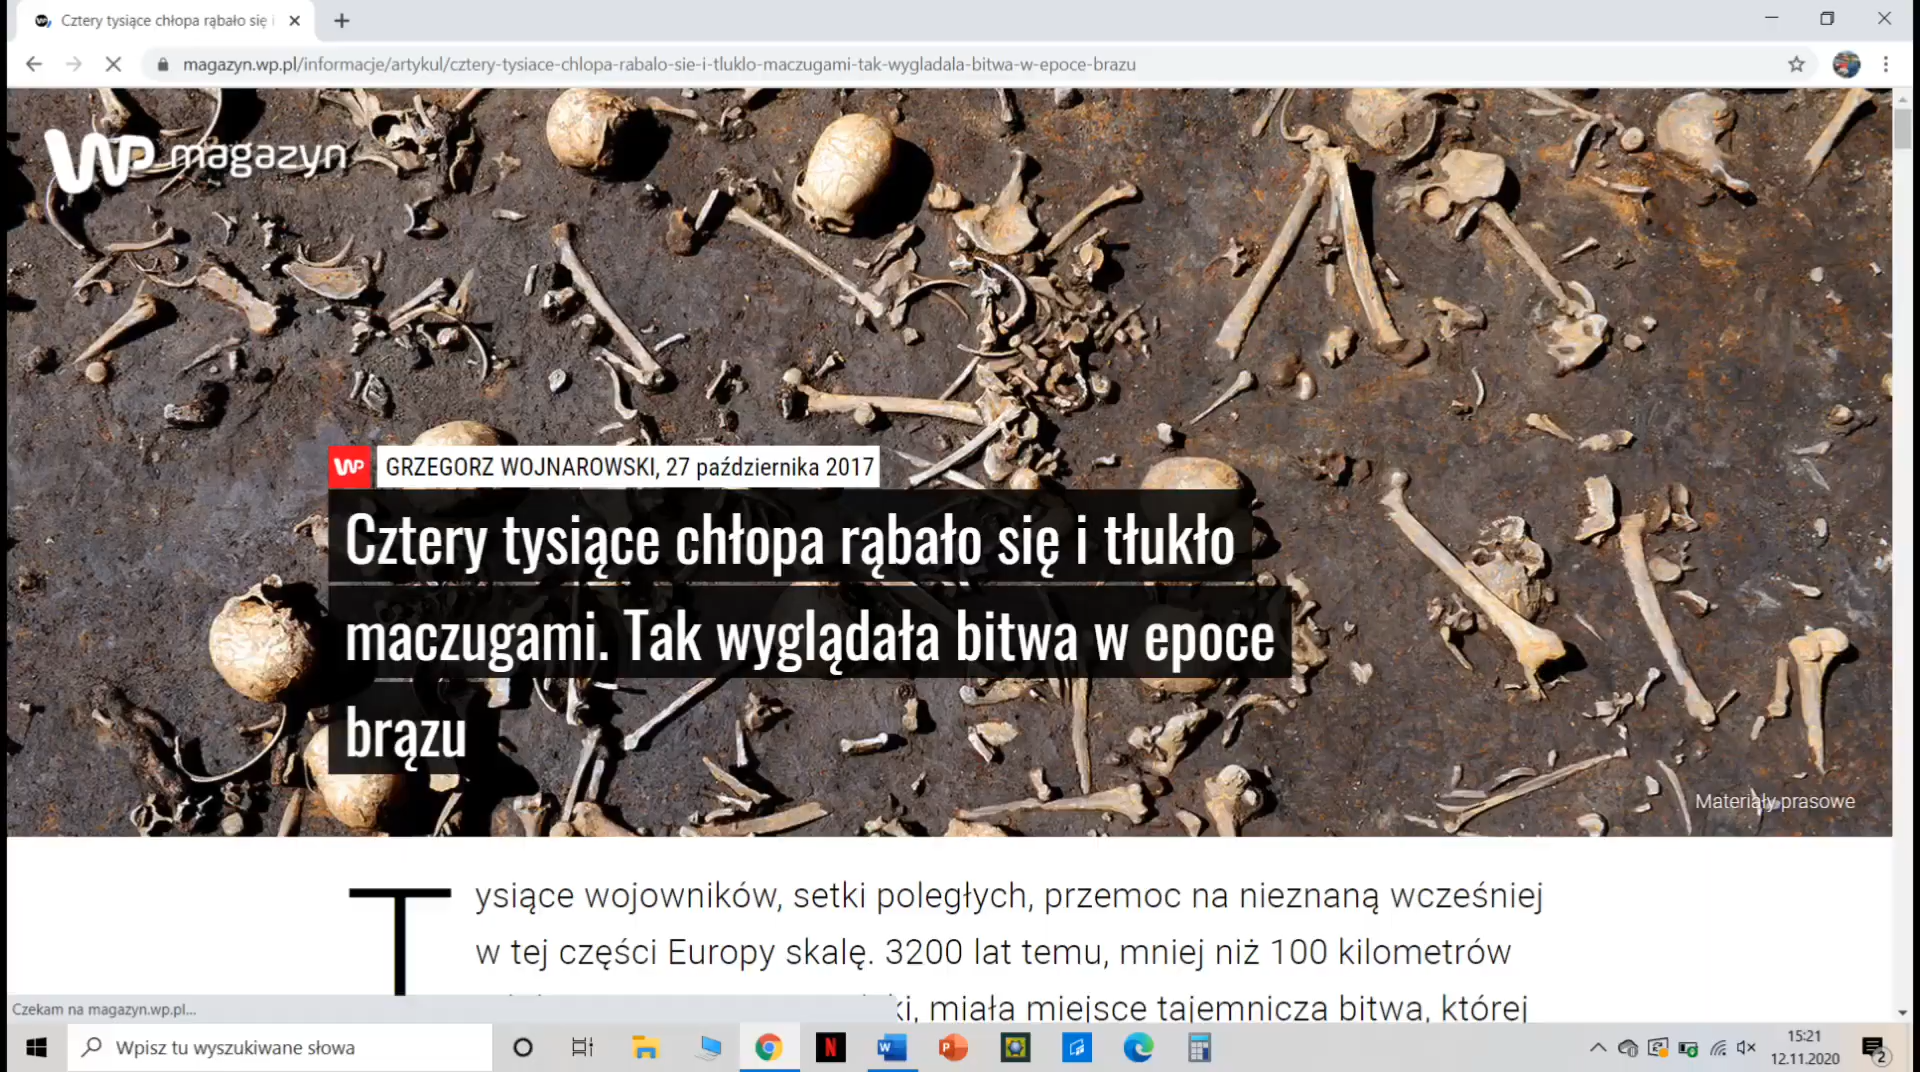 Cztery tysiące chłopa rąbało się i
magazyn.wp.pl/informacje/artykul/cztery-tysiace-chlopa-rabalo-sie-i-tluklo-maczugami-tak-wygladala-bitwa-w-epoce-brazu
WP magazyn
WP GRZEGORZ WOJNAROWSKI, 27 października 2017
Cztery tysiące chłopa rąbało się i tłukło
maczugami. Tak wyglądała bitwa w epoce
brązu
Materiały prasowe
Tysiące wojowników, setki poległych, przemoc na nieznaną wcześniej
w tej części Europy skalę. 3200 lat temu, mniej niż 100 kilometrów
miała miejsce tajemnicza bitwa, której
Czekam na magazyn.wp.pl...
Wpisz tu wyszukiwane słowa
15:21
12.11.2020
2